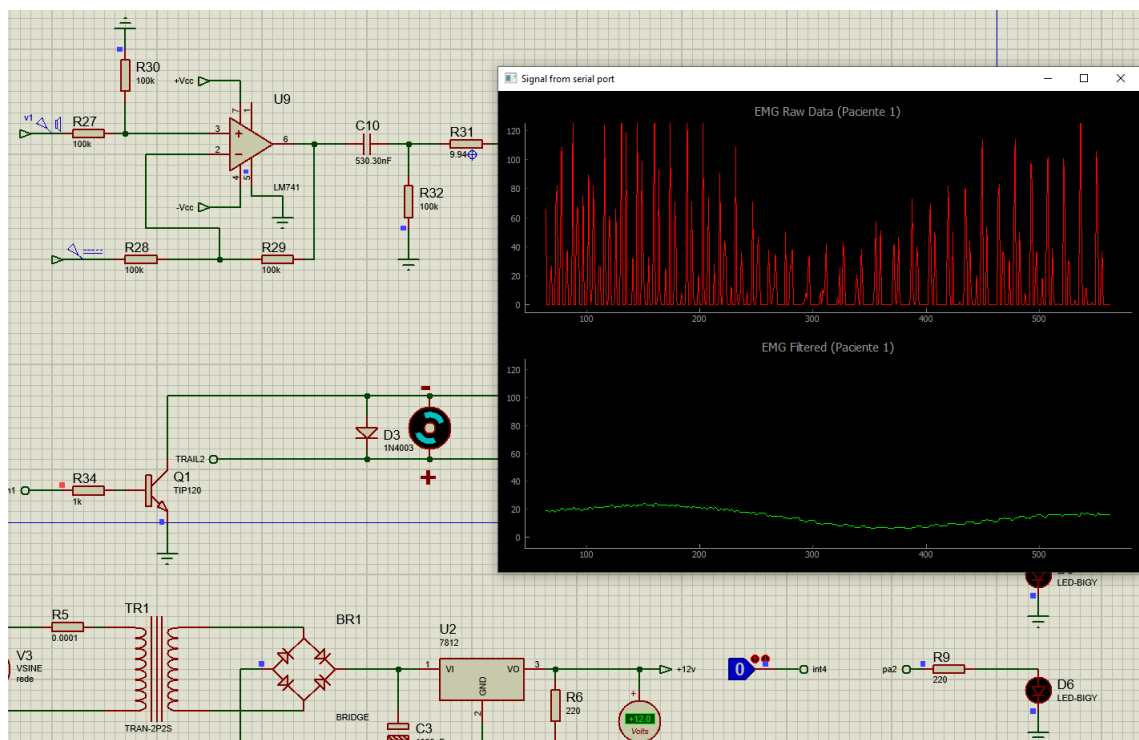 R30
100k
+Vcc
U9
v1
R27
100k
7
1
3
2
6
4
5
LM741
-Vcc
C10
530.30nF
R31
9.94
R32
100k
R28
100k
R29
100k
Signal from serial port
EMG Raw Data (Paciente 1)
120
100
80
60
40
20
0
100
200
300
400
500
EMG Filtered (Paciente 1)
120
100
80
60
40
20
0
100
200
300
400
500
D3
1N4003
TRAIL2
R34
1k
Q1
TIP120
LED-BIGY
R5
0.0001
TR1
TRAN-2P2S
V3
VSINE
rede
BR1
BRIDGE
U2
7812
1
VI
VO
3
GND
2
C3
+12v
R6
220
+12.0
Volts
0
int4
pa2
R9
220
D6
LED-BIGY